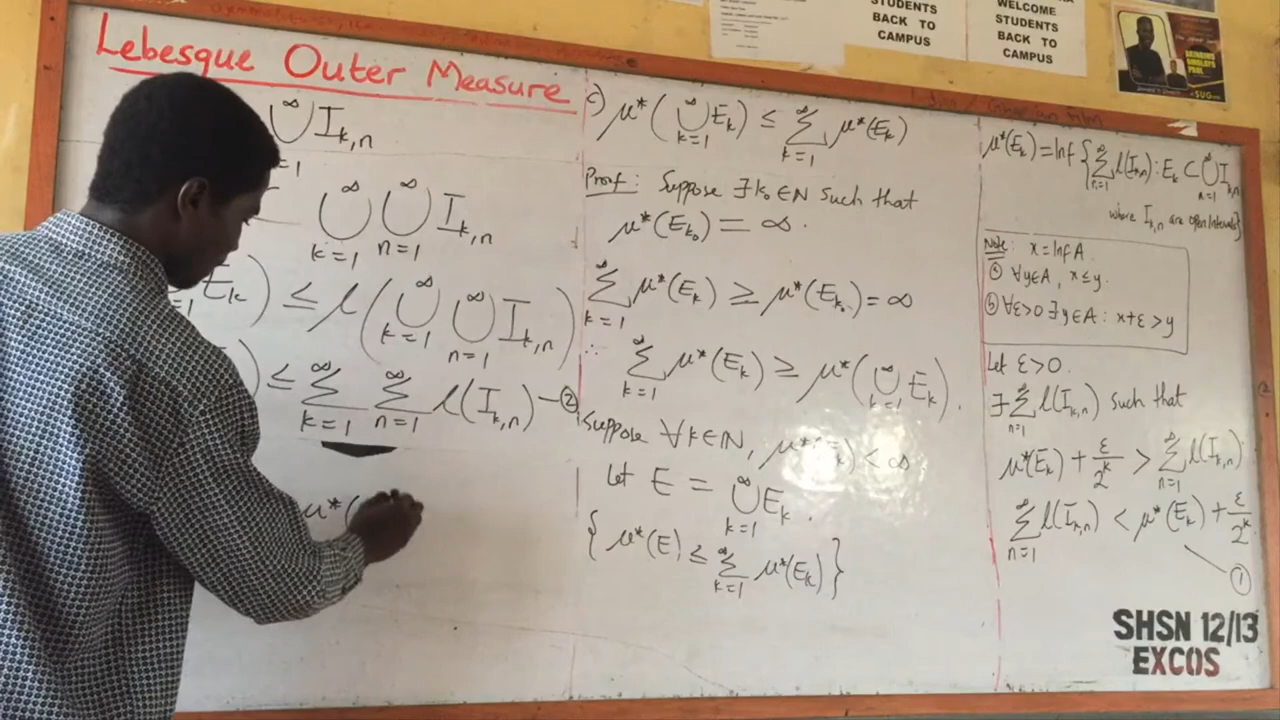 Lebesgue Outer Measure
∞
⋃ I_{k,n}
=1
∞ ∞
⋃ ⋃ I_{k,n}
k=1 n=1
E_k) ≤ l(⋃_{k=1}^∞ ⋃_{n=1}^∞ I_{k,n})
) ≤ ∑_{k=1}^∞ ∑_{n=1}^∞ l(I_{k,n}) —②
μ*(
c) μ*(⋃_{k=1}^∞ E_k) ≤ ∑_{k=1}^∞ μ*(E_k)
Proof: Suppose ∃k₀∈ℕ such that
μ*(E_{k₀}) = ∞.
∑_{k=1}^∞ μ*(E_k) ≥ μ*(E_{k₀}) = ∞
∴ ∑_{k=1}^∞ μ*(E_k) ≥ μ*(⋃_{k=1}^∞ E_k).
Suppose ∀k∈ℕ, μ*( _k) < ∞
Let E = ⋃_{k=1}^∞ E_k.
{μ*(E) ≤ ∑_{k=1}^∞ μ*(E_k)}
μ*(E_k) = Inf {∑_{n=1}^∞ l(I_{k,n}) : E_k ⊂ ⋃_{n=1}^∞ I_{k,n}
where I_{k,n} are open Intervals}
Note: x = Inf A.
ⓐ ∀y∈A, x≤y.
ⓑ ∀ε>0 ∃y∈A : x+ε>y
Let ε>0.
∃ ∑_{n=1}^∞ l(I_{k,n}) such that
μ*(E_k) + ε/2^k > ∑_{n=1}^∞ l(I_{k,n})
∑_{n=1}^∞ l(I_{k,n}) < μ*(E_k) + ε/2^k
①
SHSN 12/13
EXCOS
STUDENTS
BACK TO
CAMPUS
WELCOME
STUDENTS
BACK TO
CAMPUS
SUG